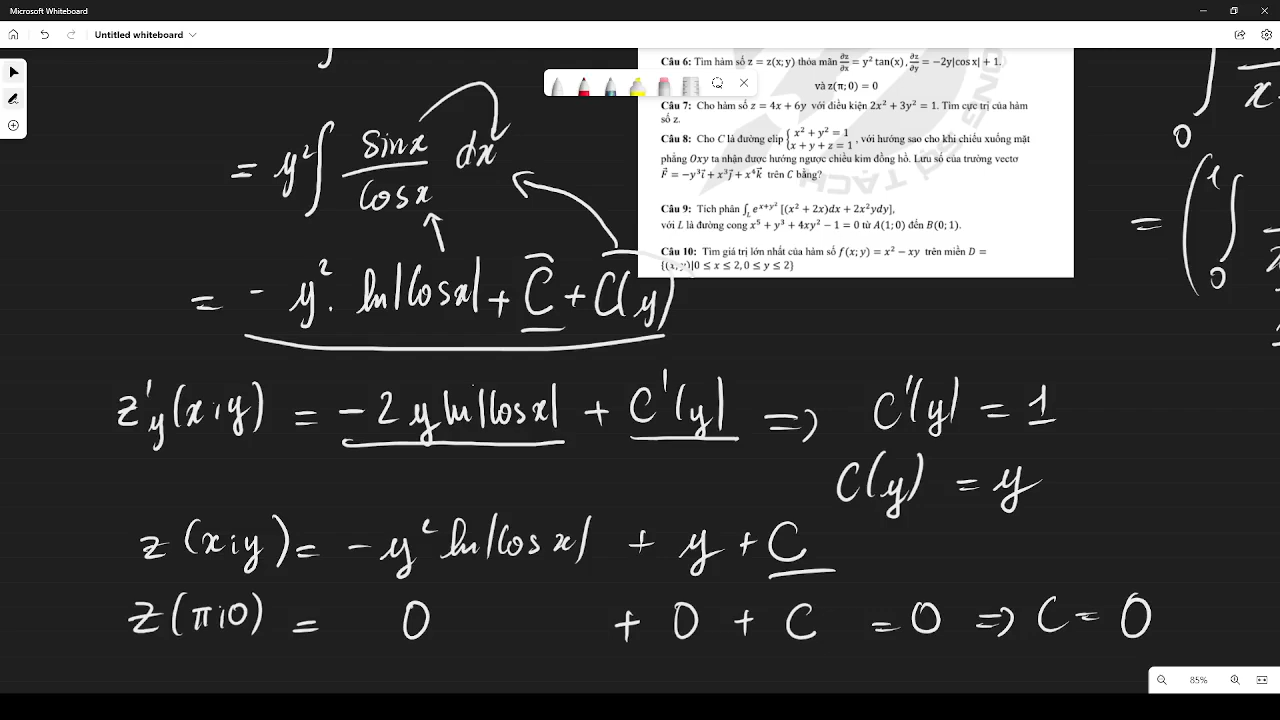 Microsoft Whiteboard
Untitled whiteboard
Câu 6: Tìm hàm số z = z(x; y) thỏa mãn ∂z/∂x = y² tan(x), ∂z/∂y = −2y|cos x| + 1.
và z(π; 0) = 0
Câu 7: Cho hàm số z = 4x + 6y với điều kiện 2x² + 3y² = 1. Tìm cực trị của hàm
số z.
Câu 8: Cho C là đường elip { x² + y² = 1 x + y + z = 1 , với hướng sao cho khi chiếu xuống mặt
phẳng Oxy ta nhận được hướng ngược chiều kim đồng hồ. Lưu số của trường vectơ
F⃗ = −y³i⃗ + x³j⃗ + x⁴k⃗ trên C bằng?
Câu 9: Tích phân ∫_L e^{x+y²} [(x² + 2x)dx + 2x²ydy],
với L là đường cong x⁵ + y³ + 4xy² − 1 = 0 từ A(1; 0) đến B(0; 1).
Câu 10: Tìm giá trị lớn nhất của hàm số f(x; y) = x² − xy trên miền D =
{(x, y)|0 ≤ x ≤ 2, 0 ≤ y ≤ 2}
= y² ∫ sinx / cosx dx
= − y². ln|cosx| + C + C(y)
z'y(x;y) = −2y ln|cosx| + C'(y) => C'(y) = 1
C(y) = y
z(x;y) = −y² ln|cosx| + y + C
z(π;0) = 0 + 0 + C = 0 => C = 0
85%